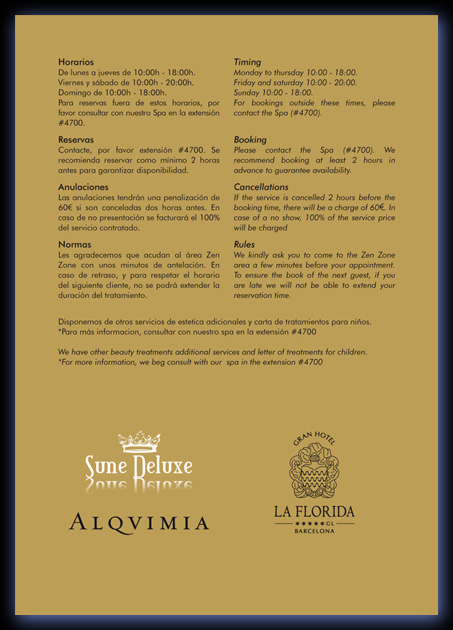 Horarios
De lunes a jueves de 10:00h - 18:00h.
Viernes y sábado de 10:00h - 20:00h.
Domingo de 10:00h - 18:00h.
Para reservas fuera de estos horarios, por
favor consultar con nuestro Spa en la extensión
#4700.
Reservas
Contacte, por favor extensión #4700. Se
recomienda reservar como mínimo 2 horas
antes para garantizar disponibilidad.
Anulaciones
Las anulaciones tendrán una penalización de
60€ si son canceladas dos horas antes. En
caso de no presentación se facturará el 100%
del servicio contratado.
Normas
Les agradecemos que acudan al área Zen
Zone con unos minutos de antelación. En
caso de retraso, y para respetar el horario
del siguiente cliente, no se podrá extender la
duración del tratamiento.
Timing
Monday to thursday 10:00 - 18:00.
Friday and saturday 10:00 - 20:00.
Sunday 10:00 - 18:00.
For bookings outside these times, please
contact the Spa (#4700).
Booking
Please contact the Spa (#4700). We
recommend booking at least 2 hours in
advance to guarantee availability.
Cancellations
If the service is cancelled 2 hours before the
booking time, there will be a charge of 60€. In
case of a no show, 100% of the service price
will be charged
Rules
We kindly ask you to come to the Zen Zone
area a few minutes before your appointment.
To ensure the book of the next guest, if you
are late we will not be able to extend your
reservation time.
Disponemos de otros servicios de estetica adicionales y carta de tratamientos para niños.
*Para más informacion, consultar con nuestro spa en la extensión #4700
We have other beauty treatments additional services and letter of treatments for children.
*For more information, we beg consult with our spa in the extension #4700
Sune Deluxe
ALQVIMIA
GRAN HOTEL
LA FLORIDA
★★★★★GL
BARCELONA